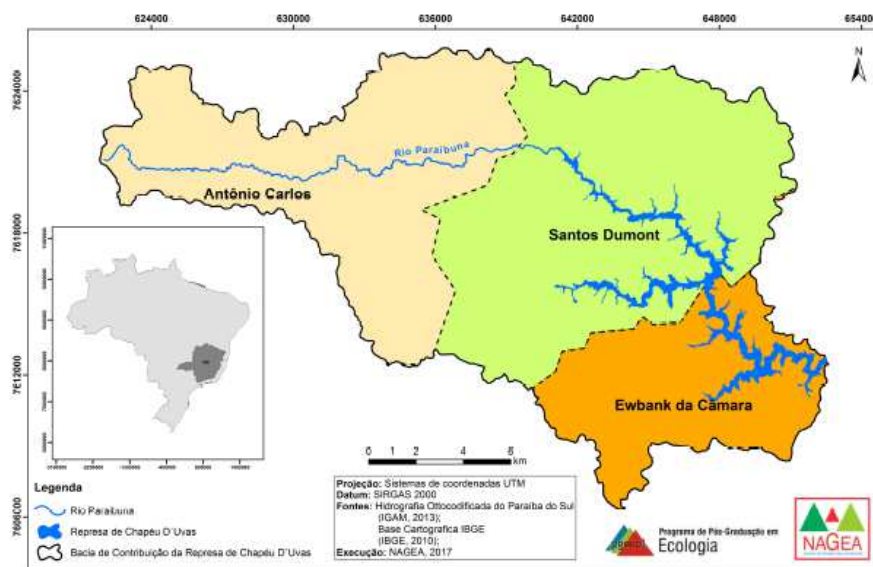 624000 630000 636000 642000 648000 654000
N
7624000
7618000
7612000
7606000
Rio Paraibuna
Antônio Carlos
Santos Dumont
Ewbank da Câmara
0 1 2 4 6
km
Legenda
Rio Paraibuna
Represa de Chapéu D´Uvas
Bacia de Contribuição da Represa de Chapéu D´Uvas
Projeção: Sistemas de coordenadas UTM
Datum: SIRGAS 2000
Fontes: Hidrografia Ottocodificada do Paraíba do Sul
(IGAM, 2013);
Base Cartográfica IBGE
(IBGE, 2010);
Execução: NAGEA, 2017
Programa de Pós-Graduação em
Ecologia
NAGEA